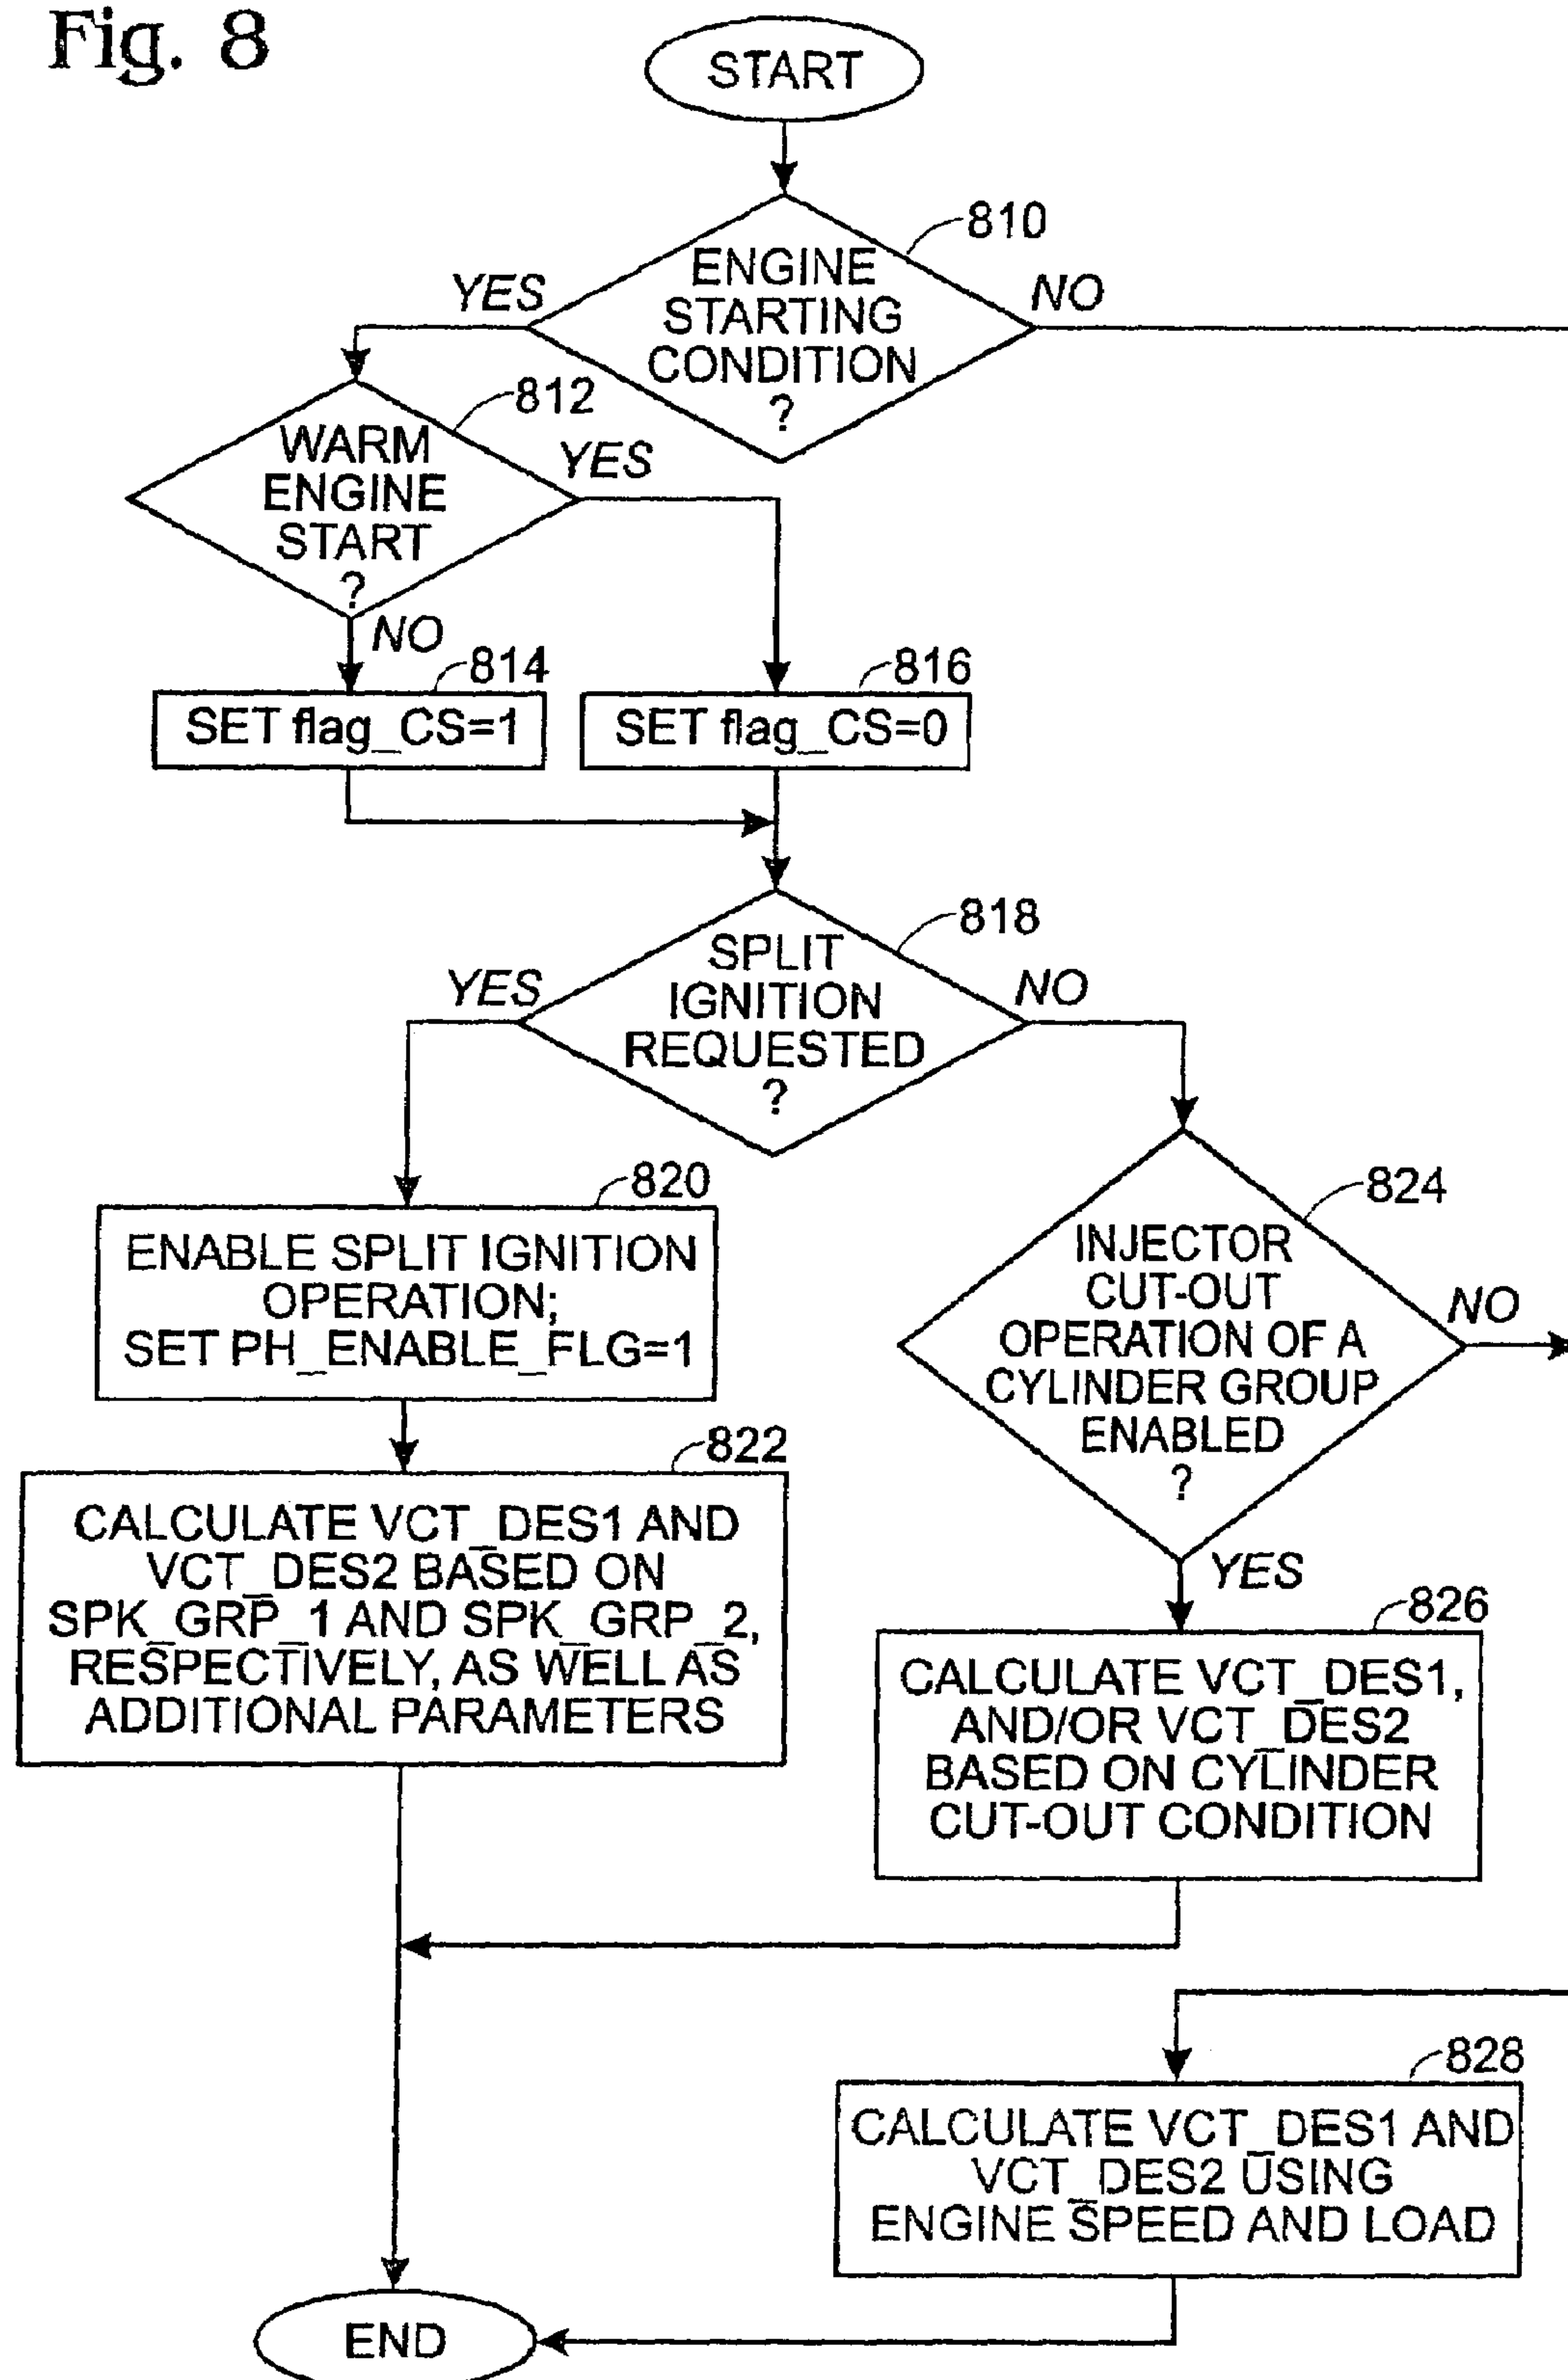 Fig. 8
START
810
ENGINE
STARTING
CONDITION
?
YES
NO
812
WARM
ENGINE
START
?
YES
NO
814
SET flag_CS=1
816
SET flag_CS=0
818
SPLIT
IGNITION
REQUESTED
?
YES
NO
820
ENABLE SPLIT IGNITION
OPERATION;
SET PH_ENABLE_FLG=1
824
INJECTOR
CUT-OUT
OPERATION OF A
CYLINDER GROUP
ENABLED
?
NO
YES
822
CALCULATE VCT_DES1 AND
VCT_DES2 BASED ON
SPK_GRP_1 AND SPK_GRP_2,
RESPECTIVELY, AS WELL AS
ADDITIONAL PARAMETERS
826
CALCULATE VCT_DES1,
AND/OR VCT_DES2
BASED ON CYLINDER
CUT-OUT CONDITION
828
CALCULATE VCT_DES1 AND
VCT_DES2 USING
ENGINE SPEED AND LOAD
END